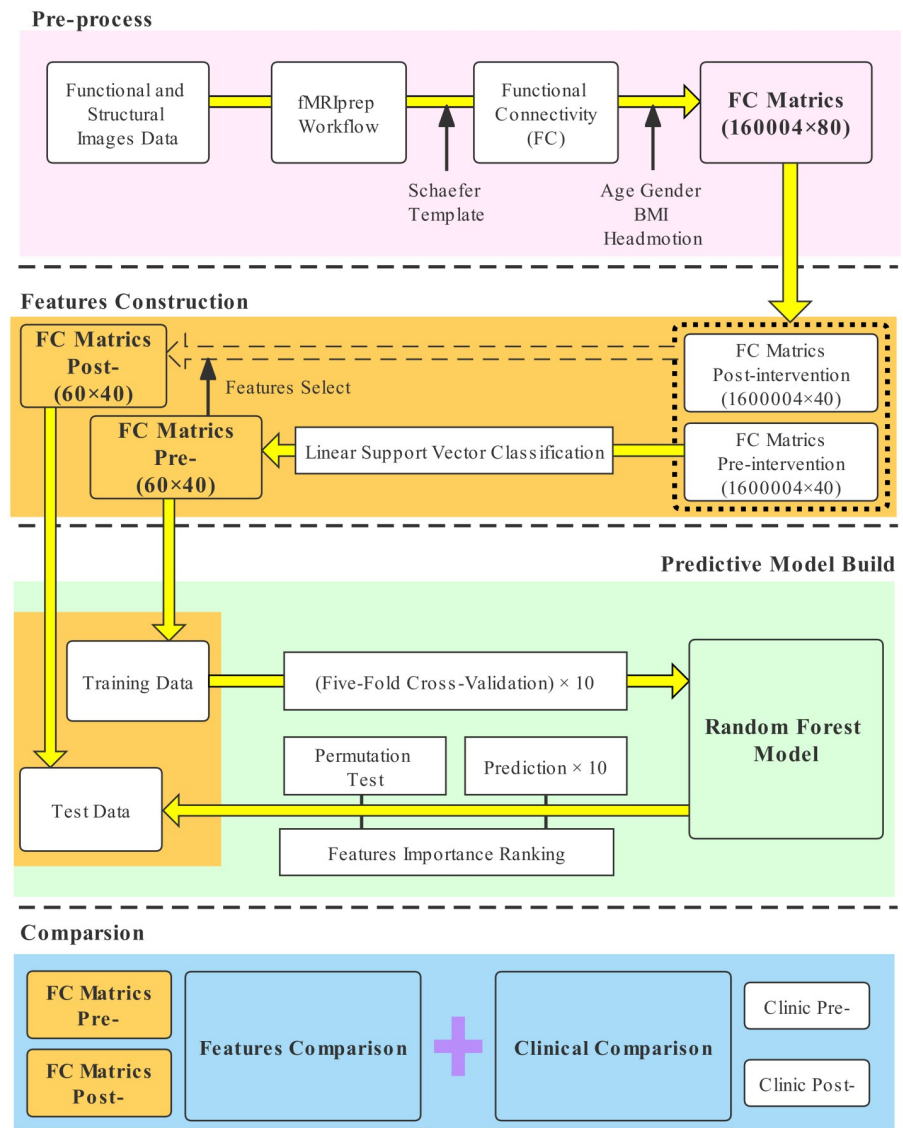 Pre-process
Functional and
Structural
Images Data
fMRIprep
Workflow
Functional
Connectivity
(FC)
FC Matrics
(160004×80)
Schaefer
Template
Age Gender
BMI
Headmotion
Features Construction
FC Matrics
Post-
(60×40)
Features Select
FC Matrics
Post-intervention
(1600004×40)
FC Matrics
Pre-
(60×40)
Linear Support Vector Classification
FC Matrics
Pre-intervention
(1600004×40)
Predictive Model Build
Training Data
(Five-Fold Cross-Validation) × 10
Random Forest
Model
Permutation
Test
Prediction × 10
Test Data
Features Importance Ranking
Comparsion
FC Matrics
Pre-
FC Matrics
Post-
Features Comparison
Clinical Comparison
Clinic Pre-
Clinic Post-